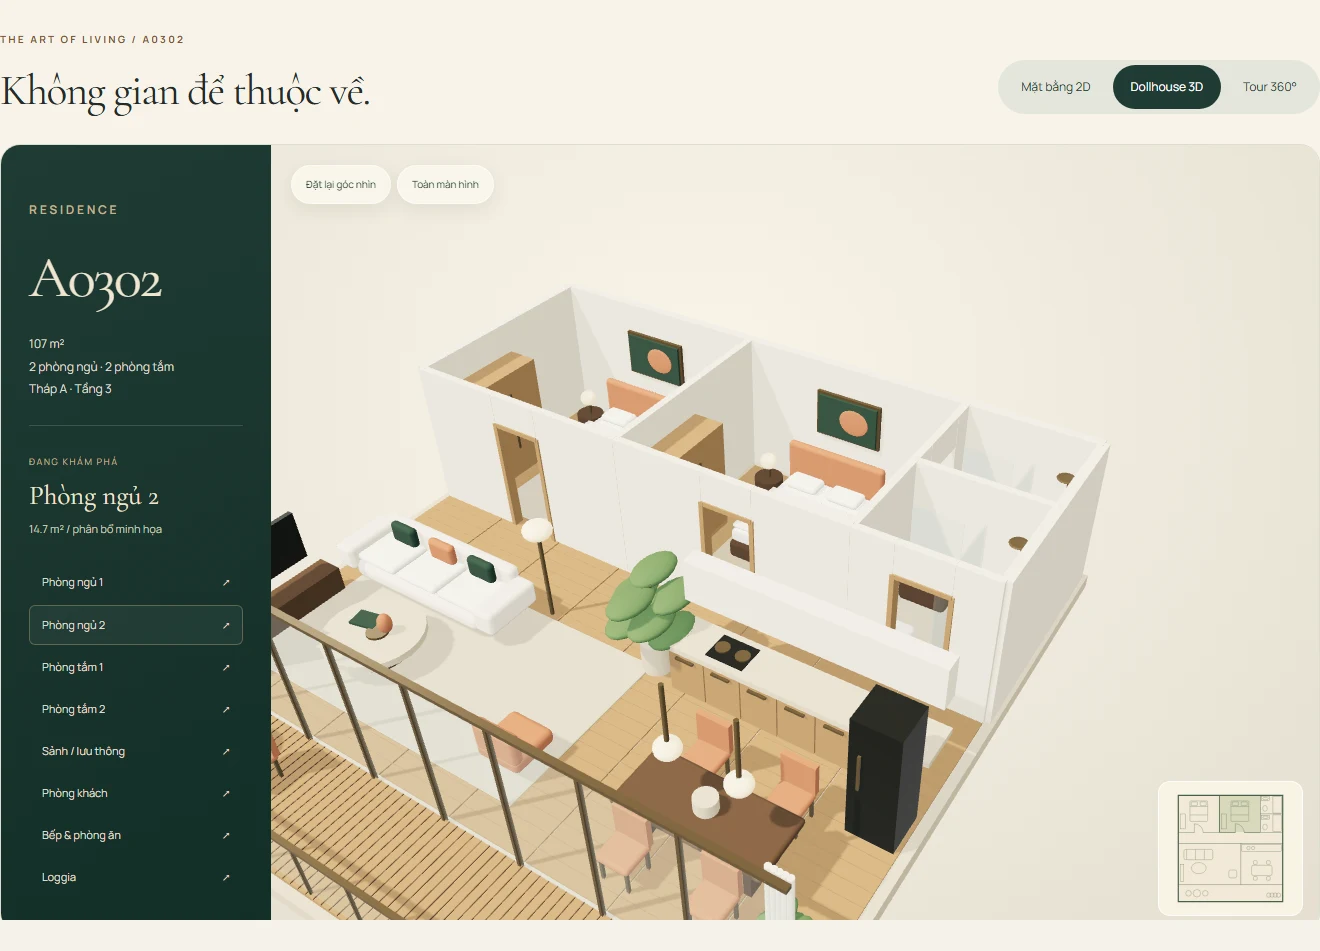 THE ART OF LIVING / A0302
Không gian để thuộc về.
Mặt bằng 2D
Dollhouse 3D
Tour 360°
Đặt lại góc nhìn
Toàn màn hình
RESIDENCE
A0302
107 m²
2 phòng ngủ · 2 phòng tắm
Tháp A · Tầng 3
ĐANG KHÁM PHÁ
Phòng ngủ 2
14.7 m² / phân bổ minh họa
Phòng ngủ 1 ↗
Phòng ngủ 2 ↗
Phòng tắm 1 ↗
Phòng tắm 2 ↗
Sảnh / lưu thông ↗
Phòng khách ↗
Bếp & phòng ăn ↗
Loggia ↗